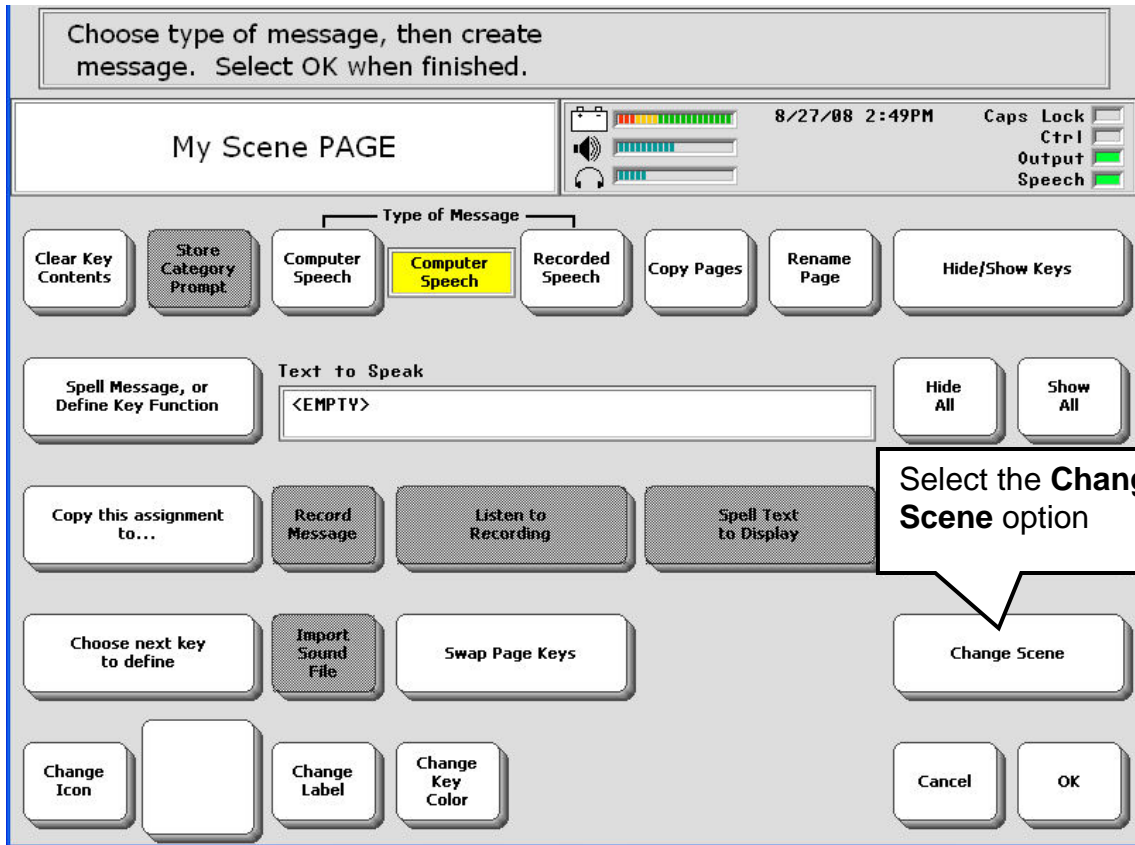 Choose type of message, then create
message. Select OK when finished.
My Scene PAGE
8/27/08 2:49PM
Caps Lock
Ctrl
Output
Speech
Type of Message
Clear Key
Contents
Store
Category
Prompt
Computer
Speech
Computer
Speech
Recorded
Speech
Copy Pages
Rename
Page
Hide/Show Keys
Spell Message, or
Define Key Function
Text to Speak
<EMPTY>
Hide
All
Show
All
Copy this assignment
to...
Record
Message
Listen to
Recording
Spell Text
to Display
Select the Chang
Scene option
Choose next key
to define
Import
Sound
File
Swap Page Keys
Change Scene
Change
Icon
Change
Label
Change
Key
Color
Cancel
OK